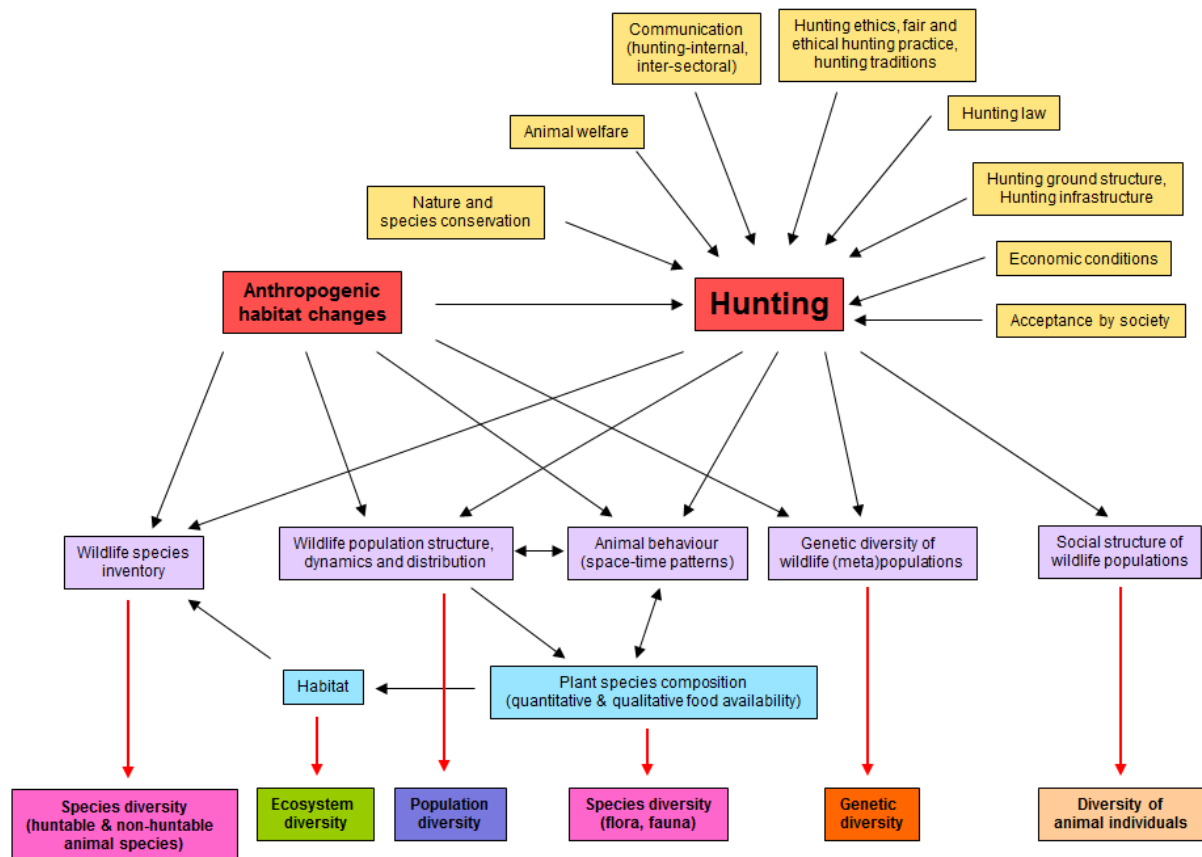 Communication
(hunting-internal,
inter-sectoral)
Hunting ethics, fair and
ethical hunting practice,
hunting traditions
Animal welfare
Hunting law
Nature and
species conservation
Hunting ground structure,
Hunting infrastructure
Economic conditions
Acceptance by society
Anthropogenic
habitat changes
Hunting
Wildlife species
inventory
Wildlife population structure,
dynamics and distribution
Animal behaviour
(space-time patterns)
Genetic diversity of
wildlife (meta)populations
Social structure of
wildlife populations
Habitat
Plant species composition
(quantitative & qualitative food availability)
Species diversity
(huntable & non-huntable
animal species)
Ecosystem
diversity
Population
diversity
Species diversity
(flora, fauna)
Genetic
diversity
Diversity of
animal individuals